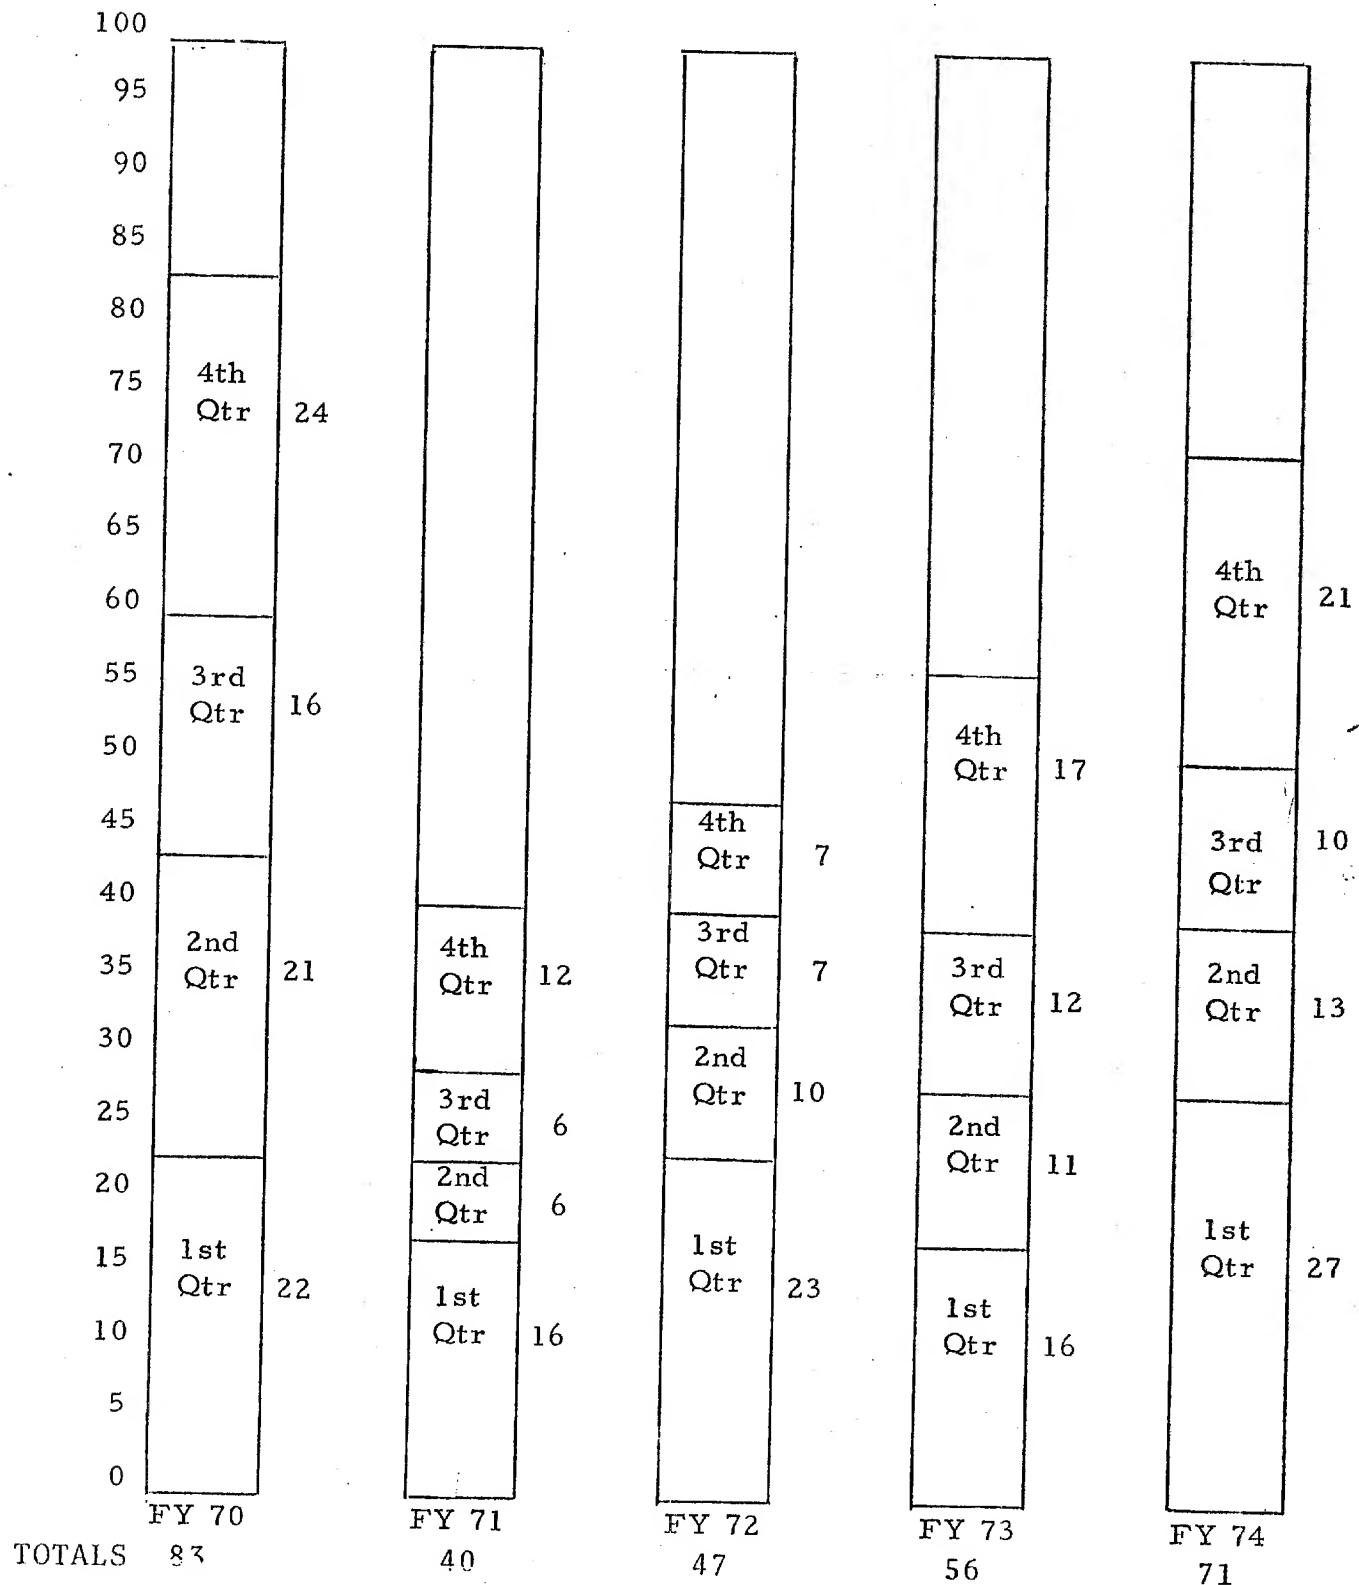 100
95
90
85
80
75
70
65
60
55
50
45
40
35
30
25
20
15
10
5
0
4th
Qtr 24
3rd
Qtr 16
2nd
Qtr 21
1st
Qtr 22
FY 70
4th
Qtr 12
3rd
Qtr 6
2nd
Qtr 6
1st
Qtr 16
FY 71
4th
Qtr 7
3rd
Qtr 7
2nd
Qtr 10
1st
Qtr 23
FY 72
4th
Qtr 17
3rd
Qtr 12
2nd
Qtr 11
1st
Qtr 16
FY 73
4th
Qtr 21
3rd 10
Qtr
2nd
Qtr 13
1st
Qtr 27
FY 74
TOTALS 83 40 47 56 71